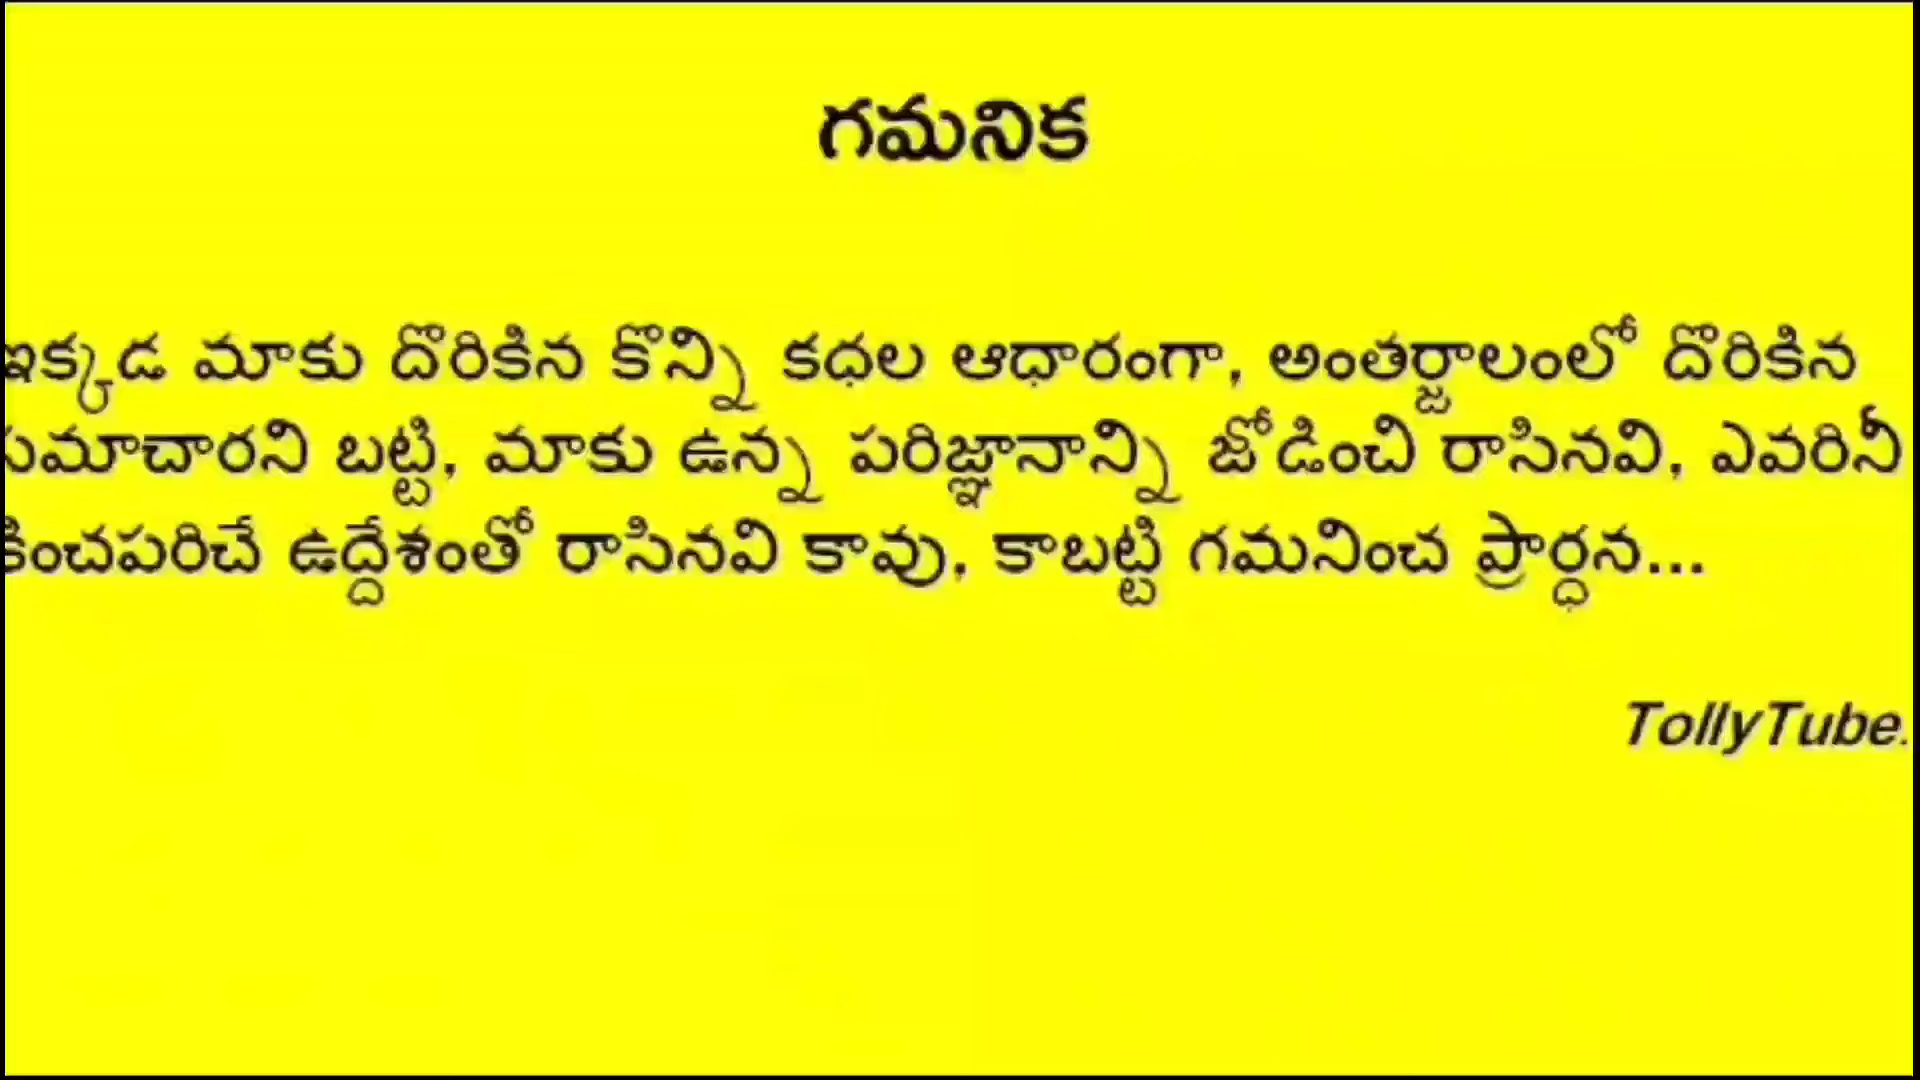 గమనిక
ఇక్కడ మాకు దొరికిన కొన్ని కధల ఆధారంగా, అంతర్జాలంలో దొరికిన
సమాచారని బట్టి, మాకు ఉన్న పరిజ్ఞానాన్ని జోడించి రాసినవి, ఎవరినీ
కించపరిచే ఉద్దేశంతో రాసినవి కావు, కాబట్టి గమనించ ప్రార్ధన...
TollyTube.